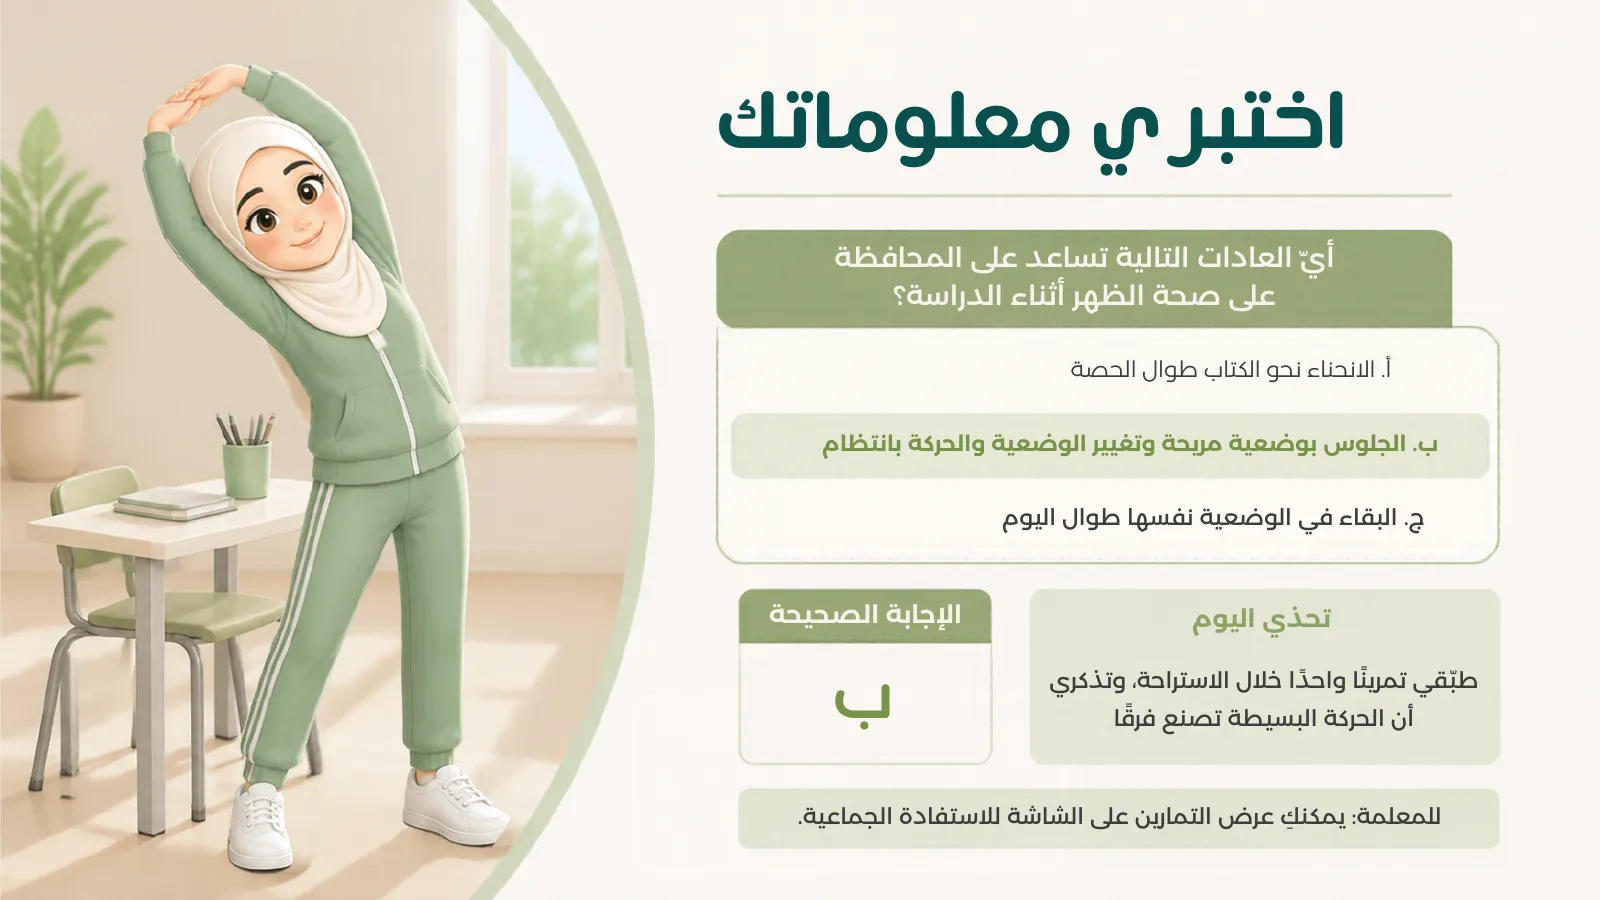 اختبري معلوماتك
أيّ العادات التالية تساعد على المحافظة
على صحة الظهر أثناء الدراسة؟
أ. الانحناء نحو الكتاب طوال الحصة
ب. الجلوس بوضعية مريحة وتغيير الوضعية والحركة بانتظام
ج. البقاء في الوضعية نفسها طوال اليوم
تحذي اليوم
طبّقي تمرينًا واحدًا خلال الاستراحة، وتذكري
أن الحركة البسيطة تصنع فرقًا
الإجابة الصحيحة
ب
للمعلمة: يمكنكِ عرض التمارين على الشاشة للاستفادة الجماعية.